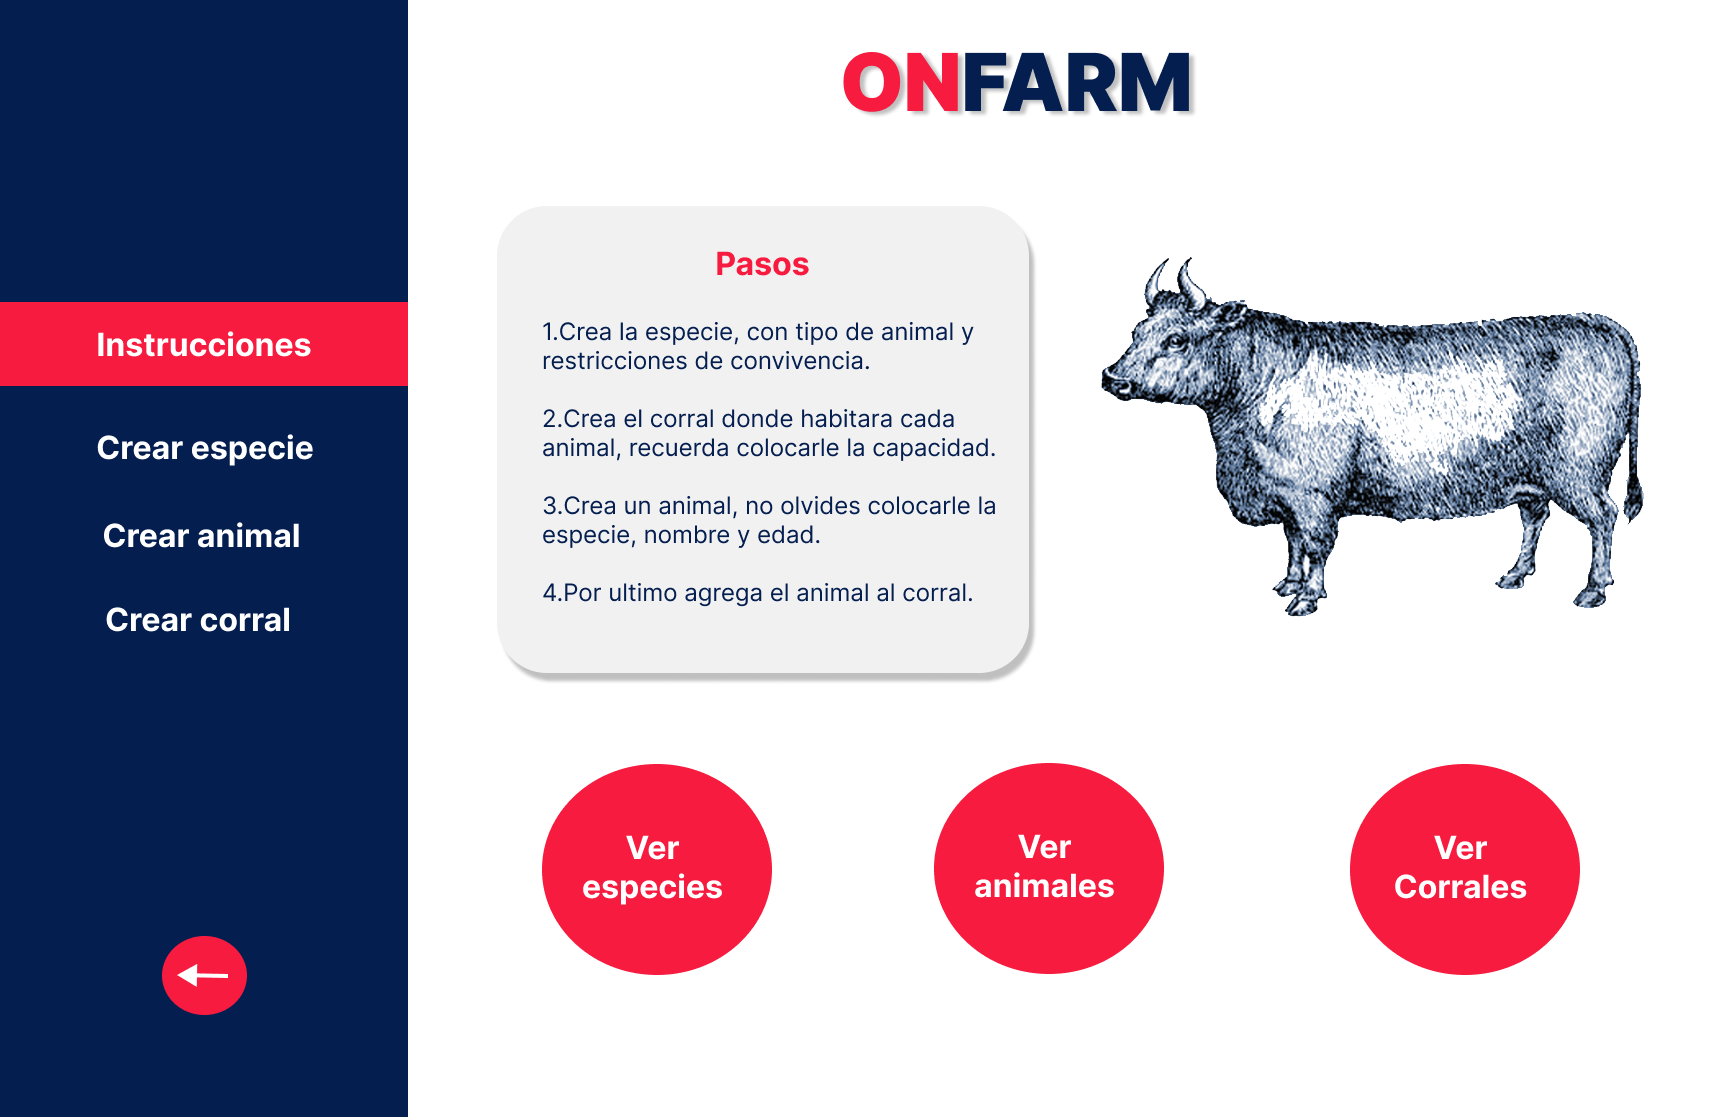 ONFARM
Instrucciones
Crear especie
Crear animal
Crear corral
Pasos
1.Crea la especie, con tipo de animal y
restricciones de convivencia.
2.Crea el corral donde habitara cada
animal, recuerda colocarle la capacidad.
3.Crea un animal, no olvides colocarle la
especie, nombre y edad.
4.Por ultimo agrega el animal al corral.
Ver
especies
Ver
animales
Ver
Corrales